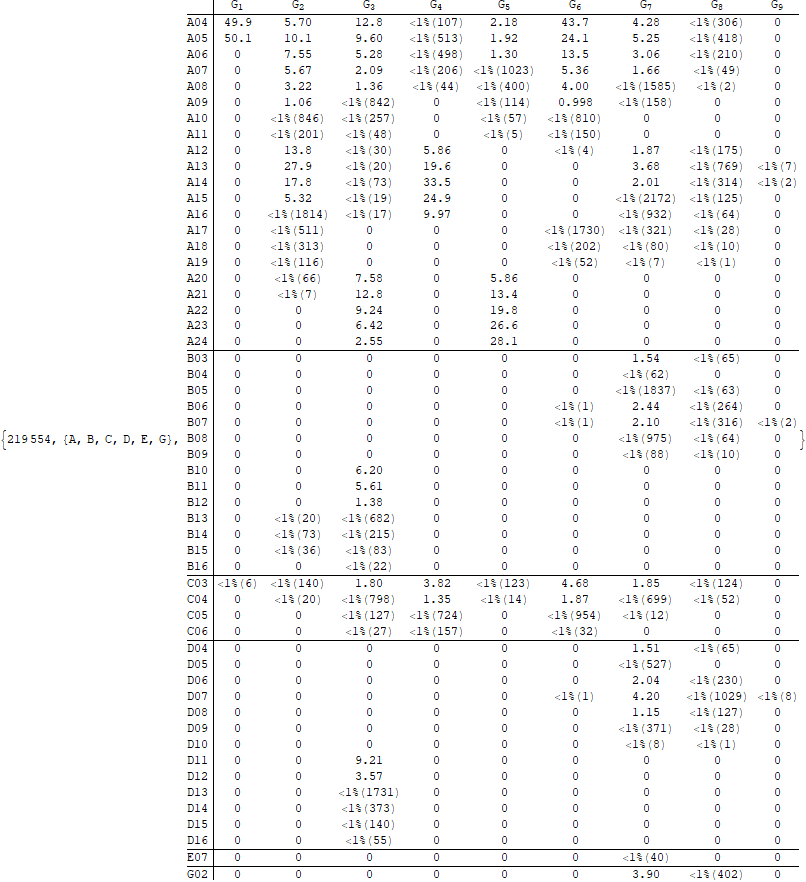 G1 G2 G3 G4 G5 G6 G7 G8 G9
A04 49.9 5.70 12.8 <1%(107) 2.18 43.7 4.28 <1%(306) 0
A05 50.1 10.1 9.60 <1%(513) 1.92 24.1 5.25 <1%(418) 0
A06 0 7.55 5.28 <1%(498) 1.30 13.5 3.06 <1%(210) 0
A07 0 5.67 2.09 <1%(206) <1%(1023) 5.36 1.66 <1%(49) 0
A08 0 3.22 1.36 <1%(44) <1%(400) 4.00 <1%(1585) <1%(2) 0
A09 0 1.06 <1%(842) 0 <1%(114) 0.998 <1%(158) 0 0
A10 0 <1%(846) <1%(257) 0 <1%(57) <1%(810) 0 0 0
A11 0 <1%(201) <1%(48) 0 <1%(5) <1%(150) 0 0 0
A12 0 13.8 <1%(30) 5.86 0 <1%(4) 1.87 <1%(175) 0
A13 0 27.9 <1%(20) 19.6 0 0 3.68 <1%(769) <1%(7)
A14 0 17.8 <1%(73) 33.5 0 0 2.01 <1%(314) <1%(2)
A15 0 5.32 <1%(19) 24.9 0 0 <1%(2172) <1%(125) 0
A16 0 <1%(1814) <1%(17) 9.97 0 0 <1%(932) <1%(64) 0
A17 0 <1%(511) 0 0 0 <1%(1730) <1%(321) <1%(28) 0
A18 0 <1%(313) 0 0 0 <1%(202) <1%(80) <1%(10) 0
A19 0 <1%(116) 0 0 0 <1%(52) <1%(7) <1%(1) 0
A20 0 <1%(66) 7.58 0 5.86 0 0 0 0
A21 0 <1%(7) 12.8 0 13.4 0 0 0 0
A22 0 0 9.24 0 19.8 0 0 0 0
A23 0 0 6.42 0 26.6 0 0 0 0
A24 0 0 2.55 0 28.1 0 0 0 0
B03 0 0 0 0 0 0 1.54 <1%(65) 0
B04 0 0 0 0 0 0 <1%(62) 0 0
B05 0 0 0 0 0 0 <1%(1837) <1%(63) 0
B06 0 0 0 0 0 <1%(1) 2.44 <1%(264) 0
B07 0 0 0 0 0 <1%(1) 2.10 <1%(316) <1%(2)
{219554, {A, B, C, D, E, G}, B08 0 0 0 0 0 0 <1%(975) <1%(64) 0 }
B09 0 0 0 0 0 0 <1%(88) <1%(10) 0
B10 0 0 6.20 0 0 0 0 0 0
B11 0 0 5.61 0 0 0 0 0 0
B12 0 0 1.38 0 0 0 0 0 0
B13 0 <1%(20) <1%(682) 0 0 0 0 0 0
B14 0 <1%(73) <1%(215) 0 0 0 0 0 0
B15 0 <1%(36) <1%(83) 0 0 0 0 0 0
B16 0 0 <1%(22) 0 0 0 0 0 0
C03 <1%(6) <1%(140) 1.80 3.82 <1%(123) 4.68 1.85 <1%(124) 0
C04 0 <1%(20) <1%(798) 1.35 <1%(14) 1.87 <1%(699) <1%(52) 0
C05 0 0 <1%(127) <1%(724) 0 <1%(954) <1%(12) 0 0
C06 0 0 <1%(27) <1%(157) 0 <1%(32) 0 0 0
D04 0 0 0 0 0 0 1.51 <1%(65) 0
D05 0 0 0 0 0 0 <1%(527) 0 0
D06 0 0 0 0 0 0 2.04 <1%(230) 0
D07 0 0 0 0 0 <1%(1) 4.20 <1%(1029) <1%(8)
D08 0 0 0 0 0 0 1.15 <1%(127) 0
D09 0 0 0 0 0 0 <1%(371) <1%(28) 0
D10 0 0 0 0 0 0 <1%(8) <1%(1) 0
D11 0 0 9.21 0 0 0 0 0 0
D12 0 0 3.57 0 0 0 0 0 0
D13 0 0 <1%(1731) 0 0 0 0 0 0
D14 0 0 <1%(373) 0 0 0 0 0 0
D15 0 0 <1%(140) 0 0 0 0 0 0
D16 0 0 <1%(55) 0 0 0 0 0 0
E07 0 0 0 0 0 0 <1%(40) 0 0
G02 0 0 0 0 0 0 3.90 <1%(402) 0